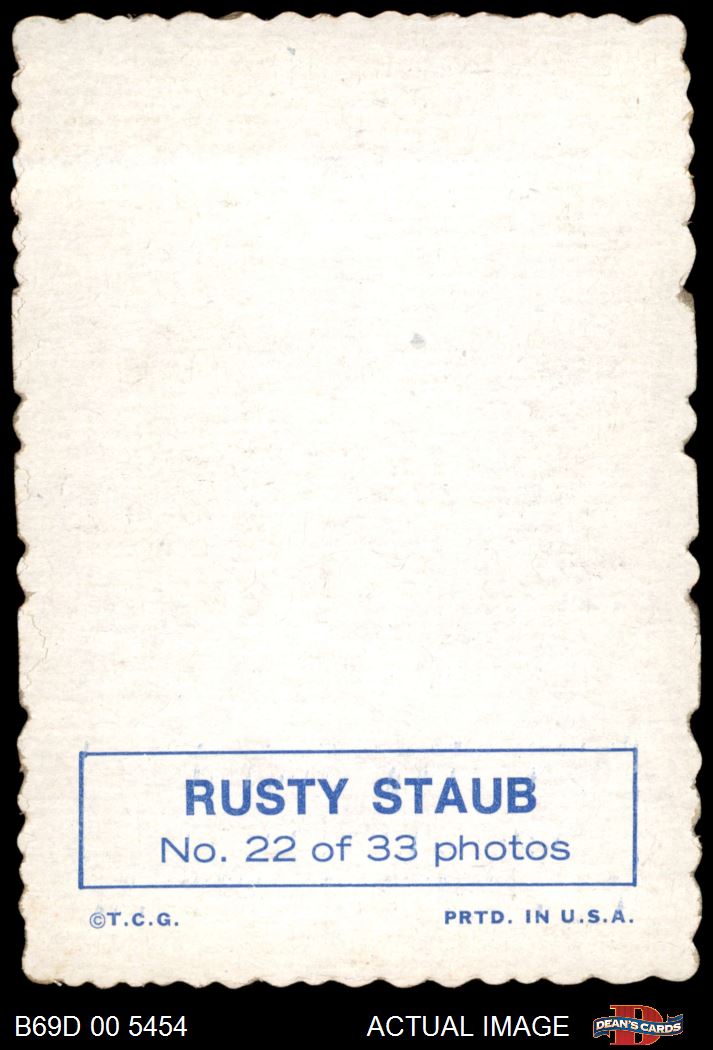 RUSTY STAUB
No. 22 of 33 photos
©T.C.G. PRTD. IN U.S.A.
B69D 00 5454 ACTUAL IMAGE DEAN'S CARDS